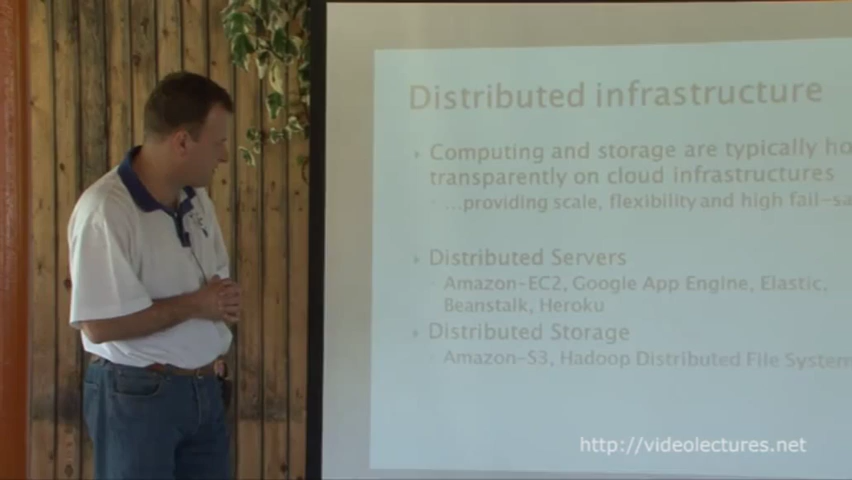 Distributed infrastructure
Computing and storage are typically ho
transparently on cloud infrastructures
...providing scale, flexibility and high fail-sa
Distributed Servers
Amazon-EC2, Google App Engine, Elastic,
Beanstalk, Heroku
Distributed Storage
Amazon-S3, Hadoop Distributed File System
http://videolectures.net